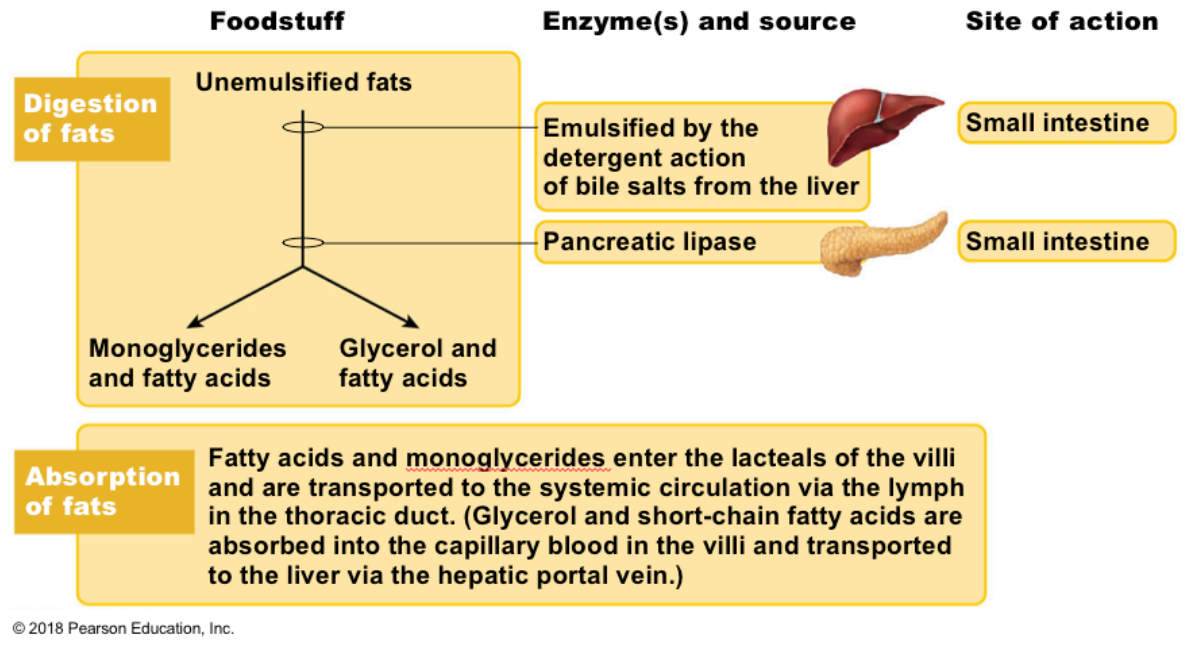 Foodstuff
Enzyme(s) and source
Site of action
Digestion
of fats
Unemulsified fats
Emulsified by the
detergent action
of bile salts from the liver
Small intestine
Pancreatic lipase
Small intestine
Monoglycerides
and fatty acids
Glycerol and
fatty acids
Absorption
of fats
Fatty acids and monoglycerides enter the lacteals of the villi
and are transported to the systemic circulation via the lymph
in the thoracic duct. (Glycerol and short-chain fatty acids are
absorbed into the capillary blood in the villi and transported
to the liver via the hepatic portal vein.)
© 2018 Pearson Education, Inc.